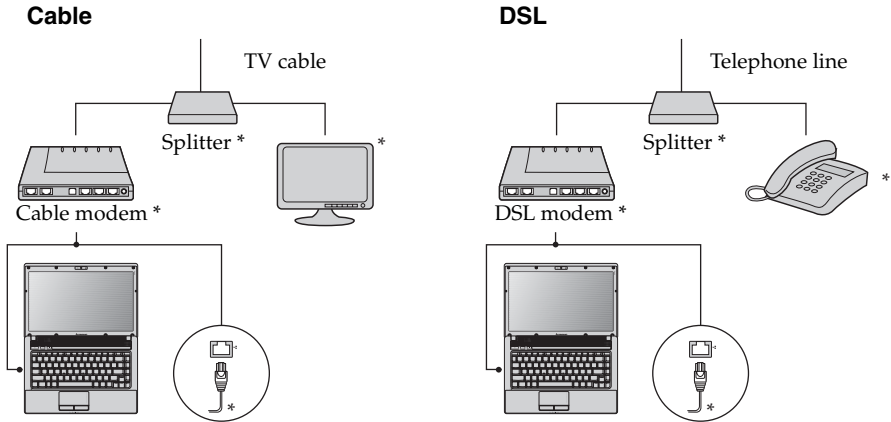 Cable
TV cable
Splitter *
*
Cable modem *
*
DSL
Telephone line
Splitter *
*
DSL modem *
*